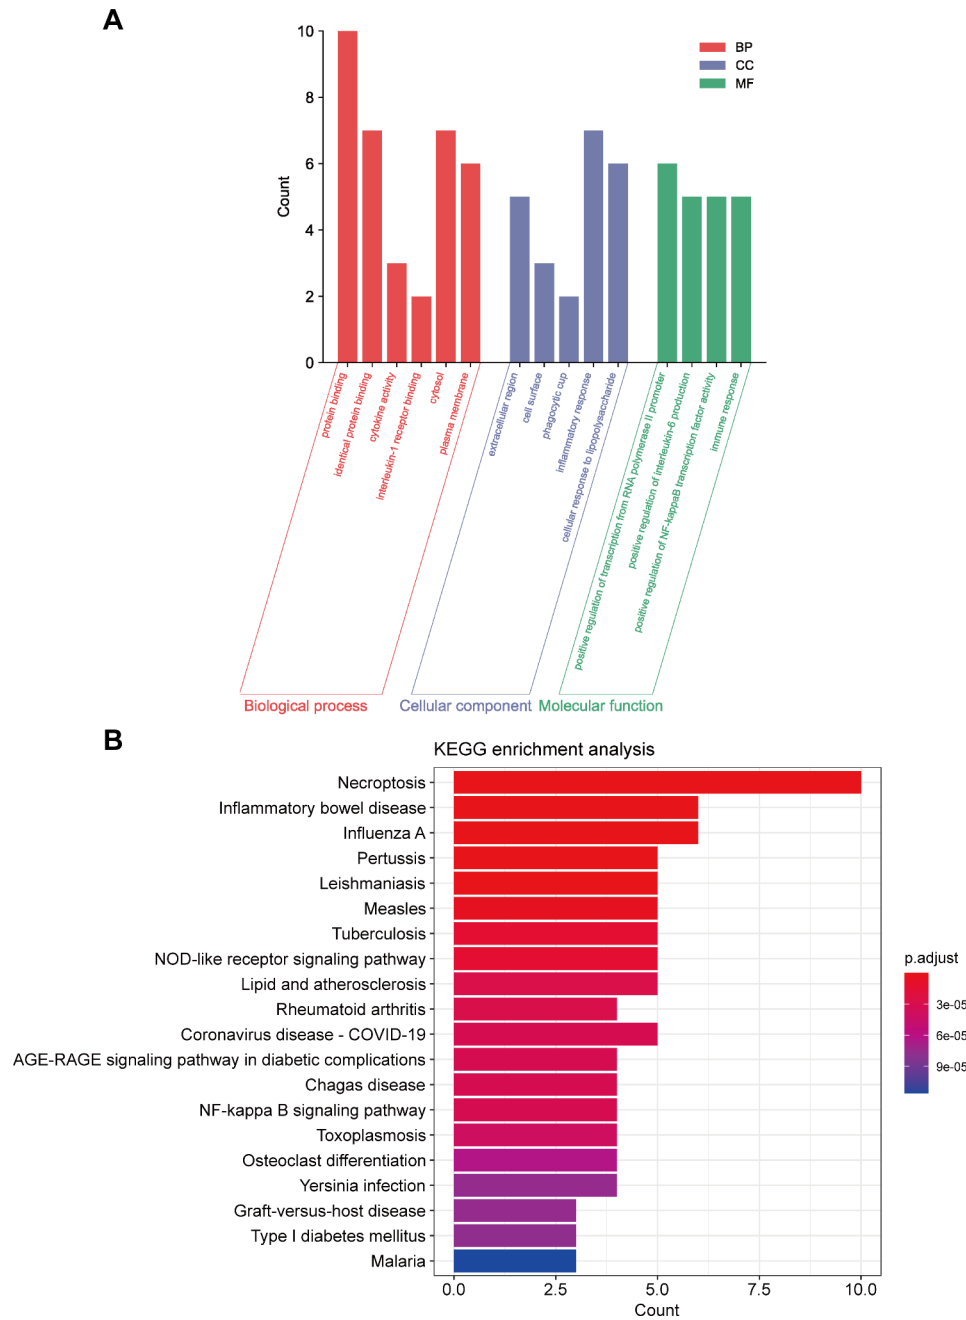 A
10
8
6
4
2
0
Count
BP
CC
MF
protein binding
identical protein binding
cytokine activity
interleukin-1 receptor binding
cytosol
plasma membrane
extracellular region
cell surface
phagocytic cup
inflammatory response
cellular response to lipopolysaccharide
positive regulation of transcription from RNA polymerase II promoter
positive regulation of interleukin-6 production
positive regulation of NF-kappaB transcription factor activity
immune response
Biological process
Cellular component
Molecular function
B
KEGG enrichment analysis
Necroptosis
Inflammatory bowel disease
Influenza A
Pertussis
Leishmaniasis
Measles
Tuberculosis
NOD-like receptor signaling pathway
Lipid and atherosclerosis
Rheumatoid arthritis
Coronavirus disease - COVID-19
AGE-RAGE signaling pathway in diabetic complications
Chagas disease
NF-kappa B signaling pathway
Toxoplasmosis
Osteoclast differentiation
Yersinia infection
Graft-versus-host disease
Type I diabetes mellitus
Malaria
0.0
2.5
5.0
7.5
10.0
Count
p.adjust
3e-05
6e-05
9e-05